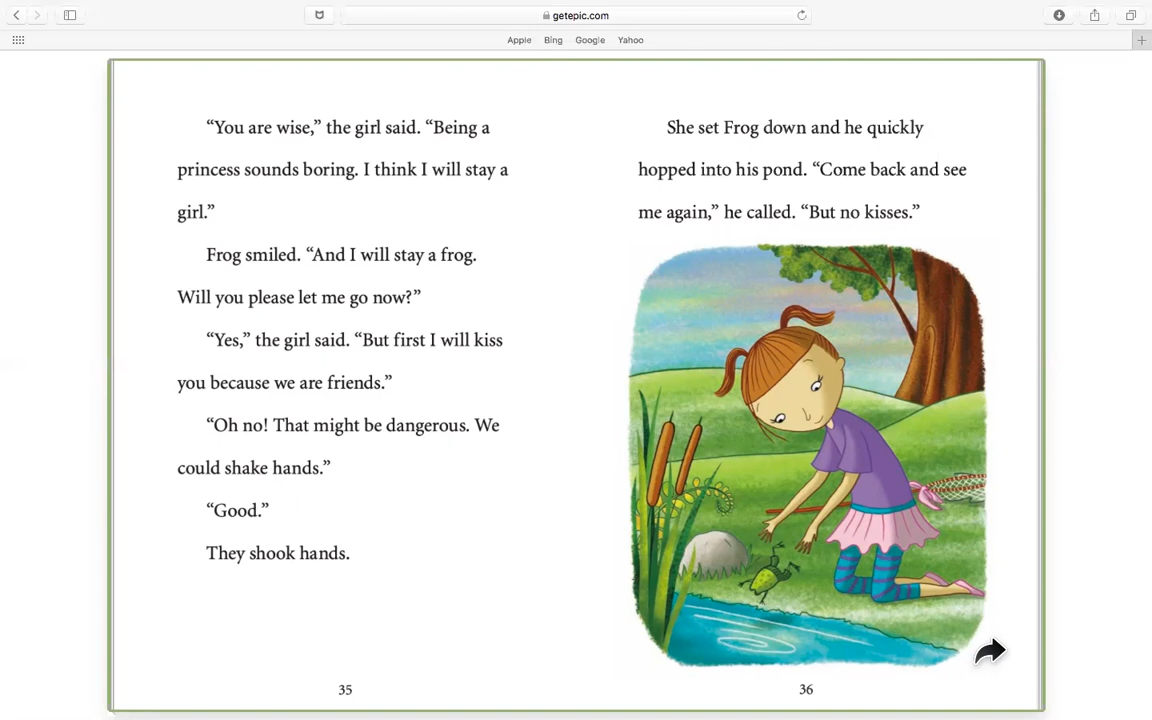 getepic.com
Apple Bing Google Yahoo
“You are wise,” the girl said. “Being a
princess sounds boring. I think I will stay a
girl.”
Frog smiled. “And I will stay a frog.
Will you please let me go now?”
“Yes,” the girl said. “But first I will kiss
you because we are friends.”
“Oh no! That might be dangerous. We
could shake hands.”
“Good.”
They shook hands.
35
She set Frog down and he quickly
hopped into his pond. “Come back and see
me again,” he called. “But no kisses.”
36